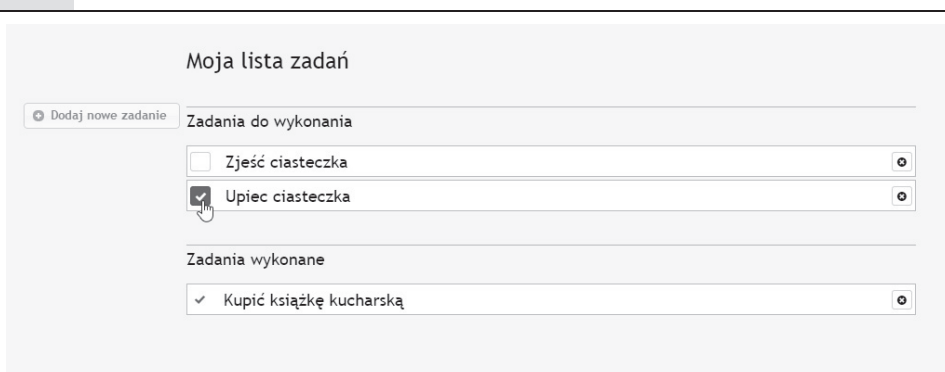 Moja lista zadań
Dodaj nowe zadanie
Zadania do wykonania
Zjeść ciasteczka
Upiec ciasteczka
Zadania wykonane
Kupić książkę kucharską